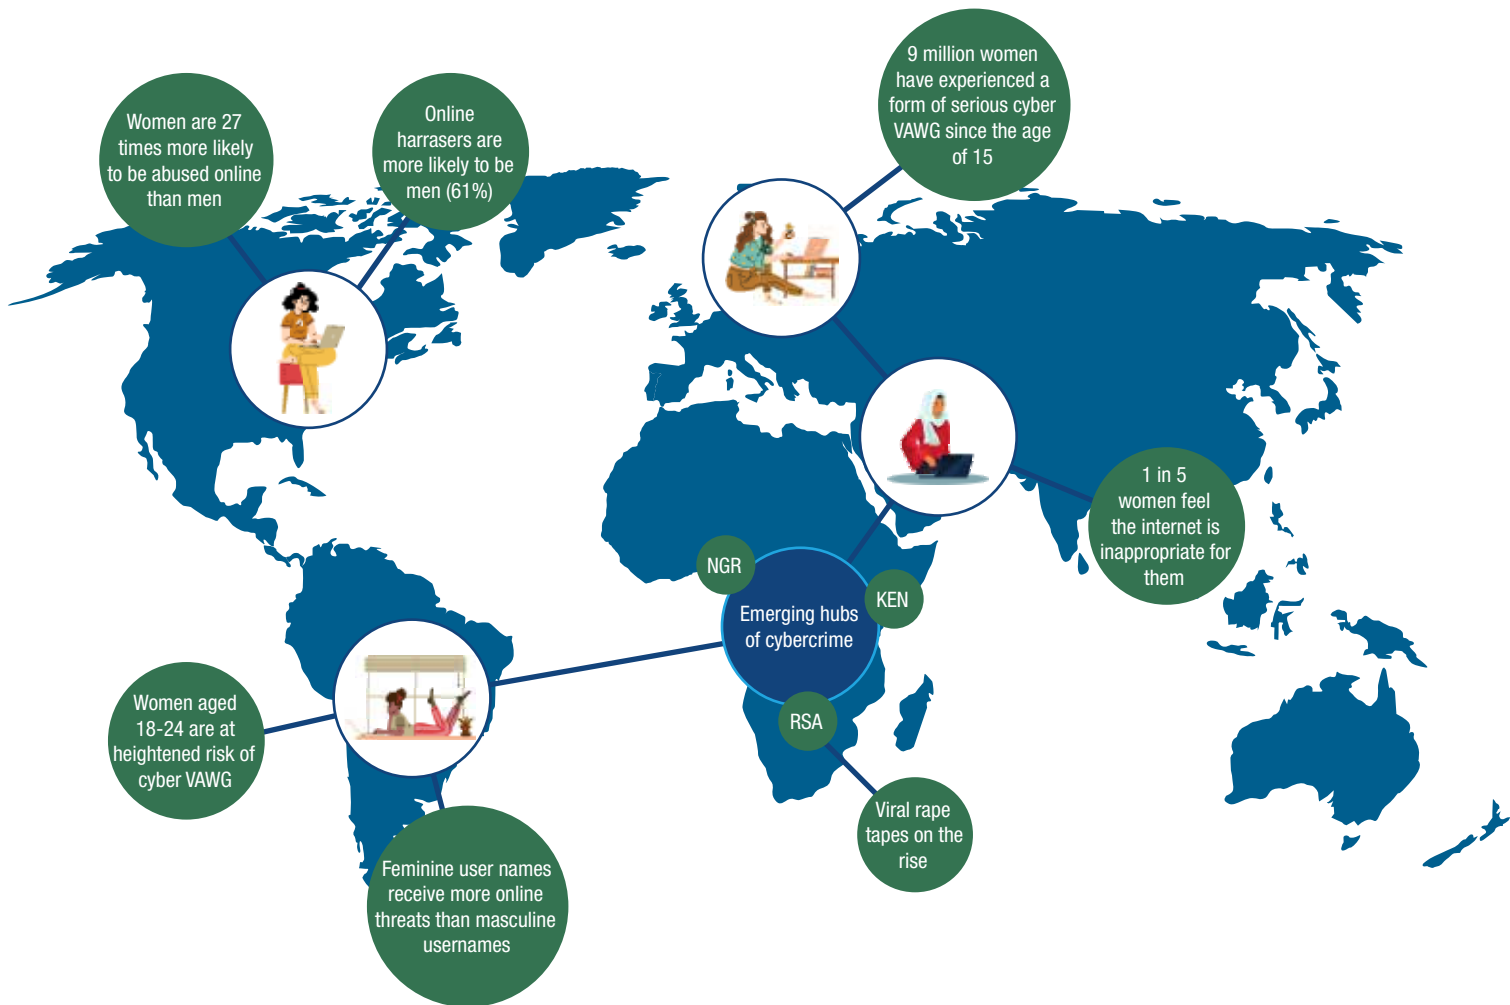 Women are 27
times more likely
to be abused online
than men
Online
harrasers are
more likely to be
men (61%)
9 million women
have experienced a
form of serious cyber
VAWG since the age
of 15
1 in 5
women feel
the internet is
inappropriate for
them
NGR
KEN
Emerging hubs
of cybercrime
RSA
Viral rape
tapes on the
rise
Women aged
18-24 are at
heightened risk of
cyber VAWG
Feminine user names
receive more online
threats than masculine
usernames